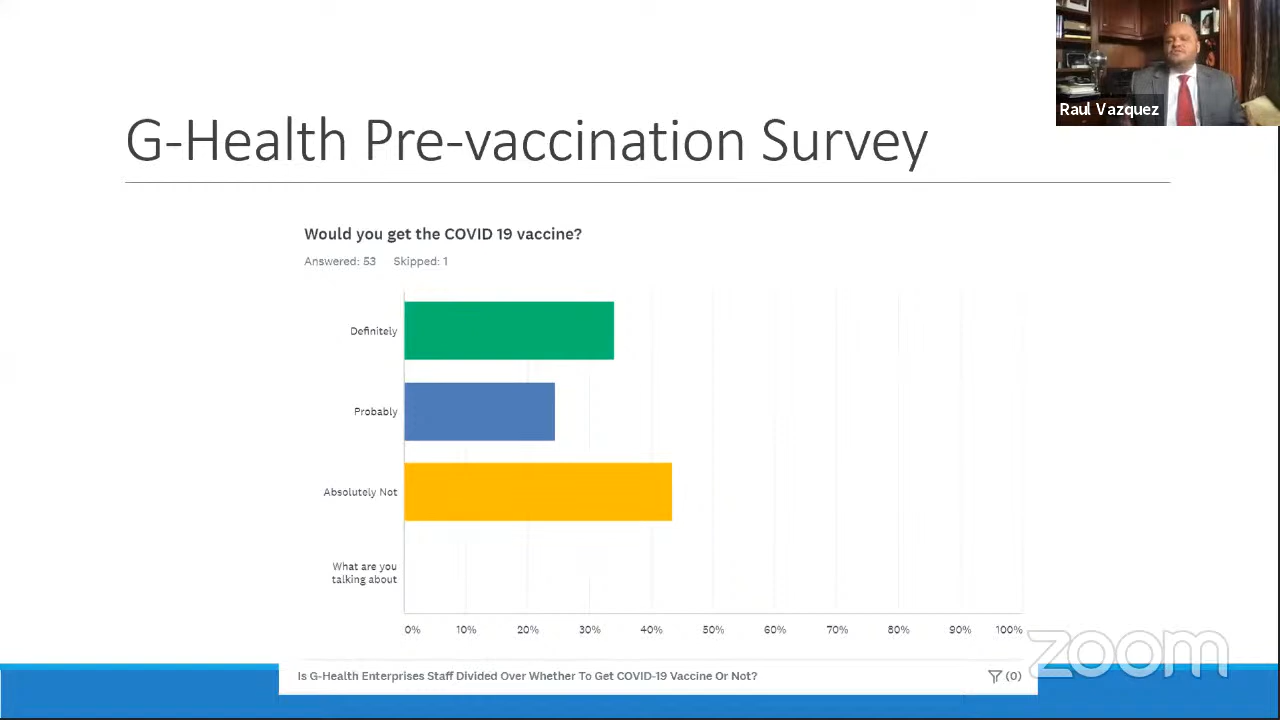 Raul Vazquez
G-Health Pre-vaccination Survey
Would you get the COVID 19 vaccine?
Answered: 53 Skipped: 1
Definitely
Probably
Absolutely Not
What are you
talking about
0% 10% 20% 30% 40% 50% 60% 70% 80% 90% 100%
zoom
Is G-Health Enterprises Staff Divided Over Whether To Get COVID-19 Vaccine Or Not?
(0)